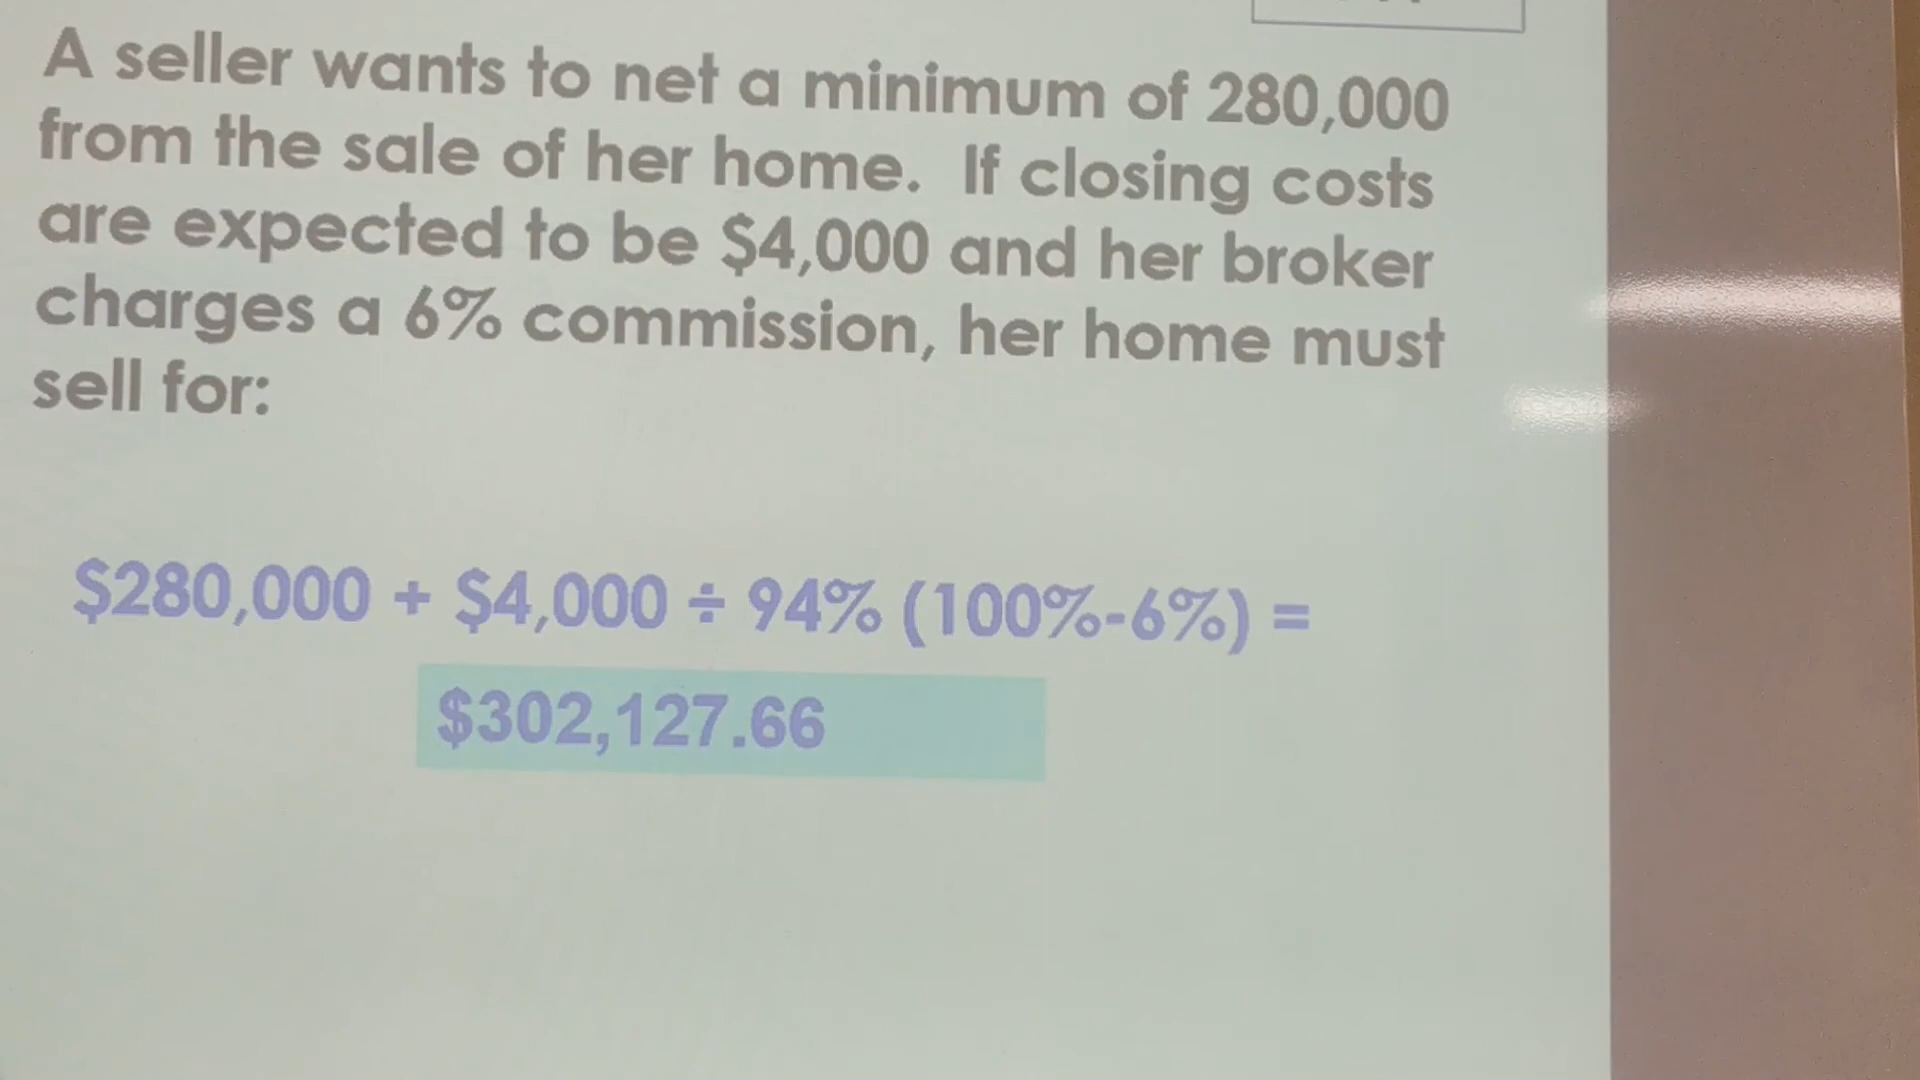 A seller wants to net a minimum of 280,000
from the sale of her home. If closing costs
are expected to be $4,000 and her broker
charges a 6% commission, her home must
sell for:
$280,000 + $4,000 ÷ 94% (100%-6%) =
$302,127.66